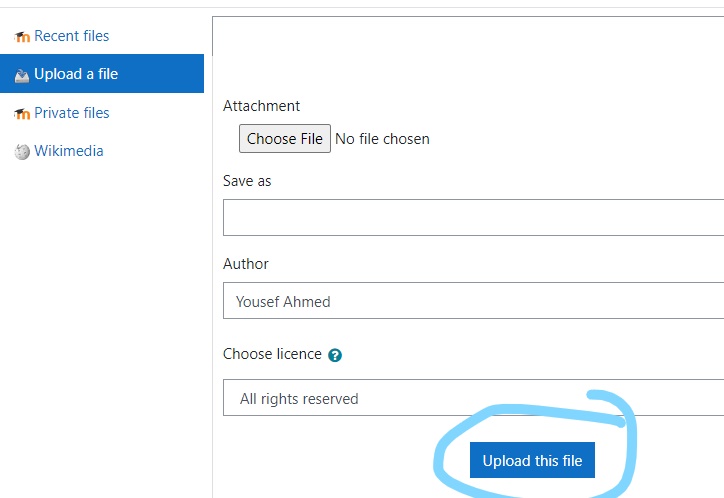 Recent files
Upload a file
Private files
Wikimedia
Attachment
Choose File No file chosen
Save as
Author
Yousef Ahmed
Choose licence ?
All rights reserved
Upload this file